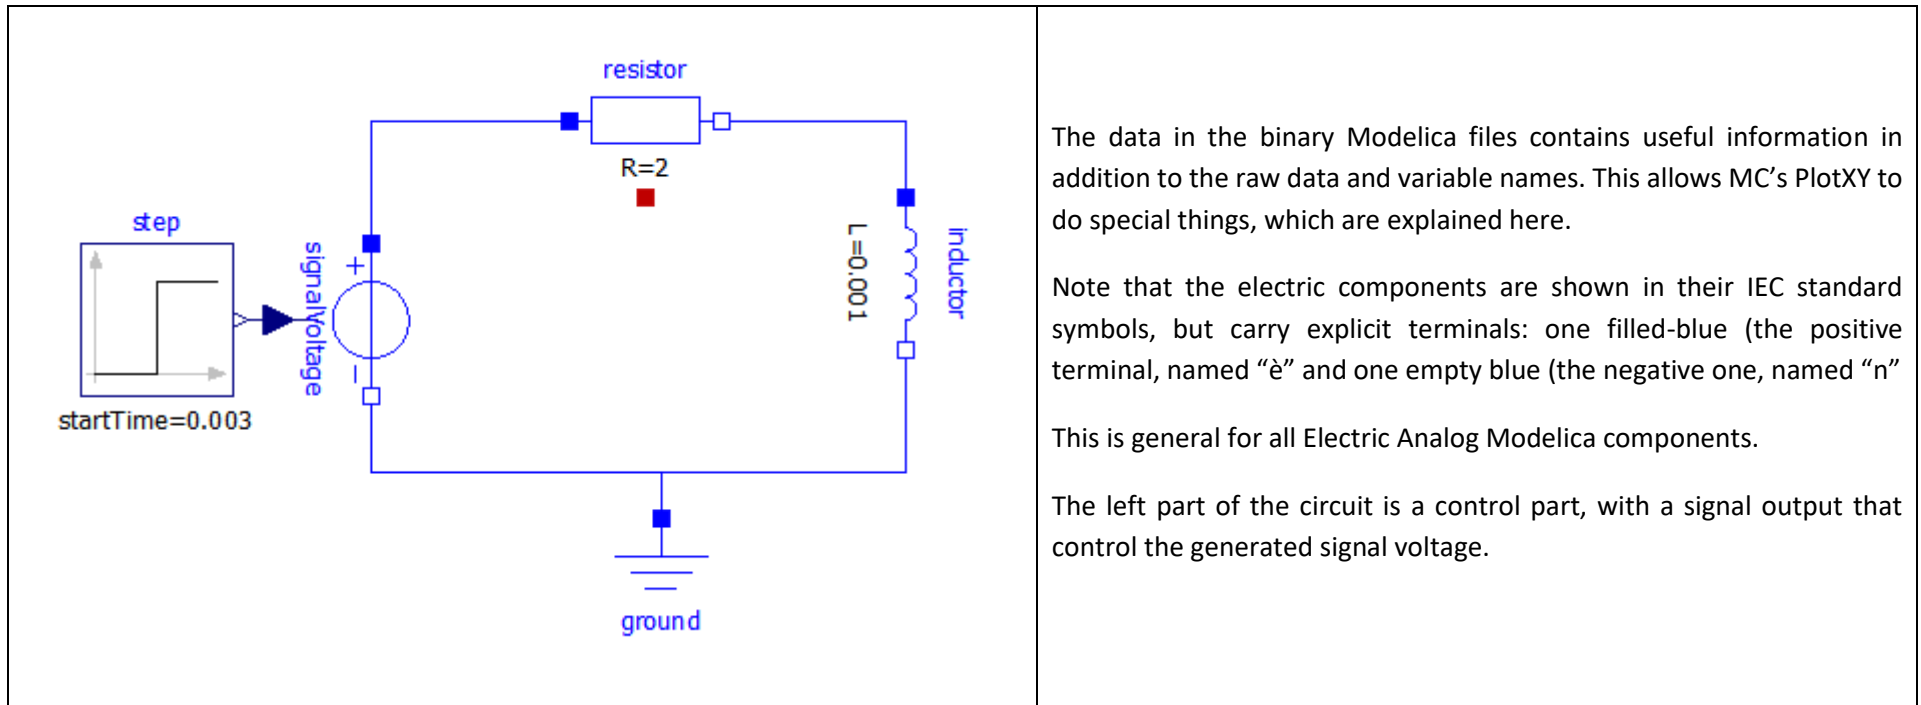 resistor
R=2
step
signalVoltage
+
−
startTime=0.003
L=0.001
inductor
ground
The data in the binary Modelica files contains useful information in
addition to the raw data and variable names. This allows MC’s PlotXY to
do special things, which are explained here.
Note that the electric components are shown in their IEC standard
symbols, but carry explicit terminals: one filled-blue (the positive
terminal, named “è” and one empty blue (the negative one, named “n”
This is general for all Electric Analog Modelica components.
The left part of the circuit is a control part, with a signal output that
control the generated signal voltage.